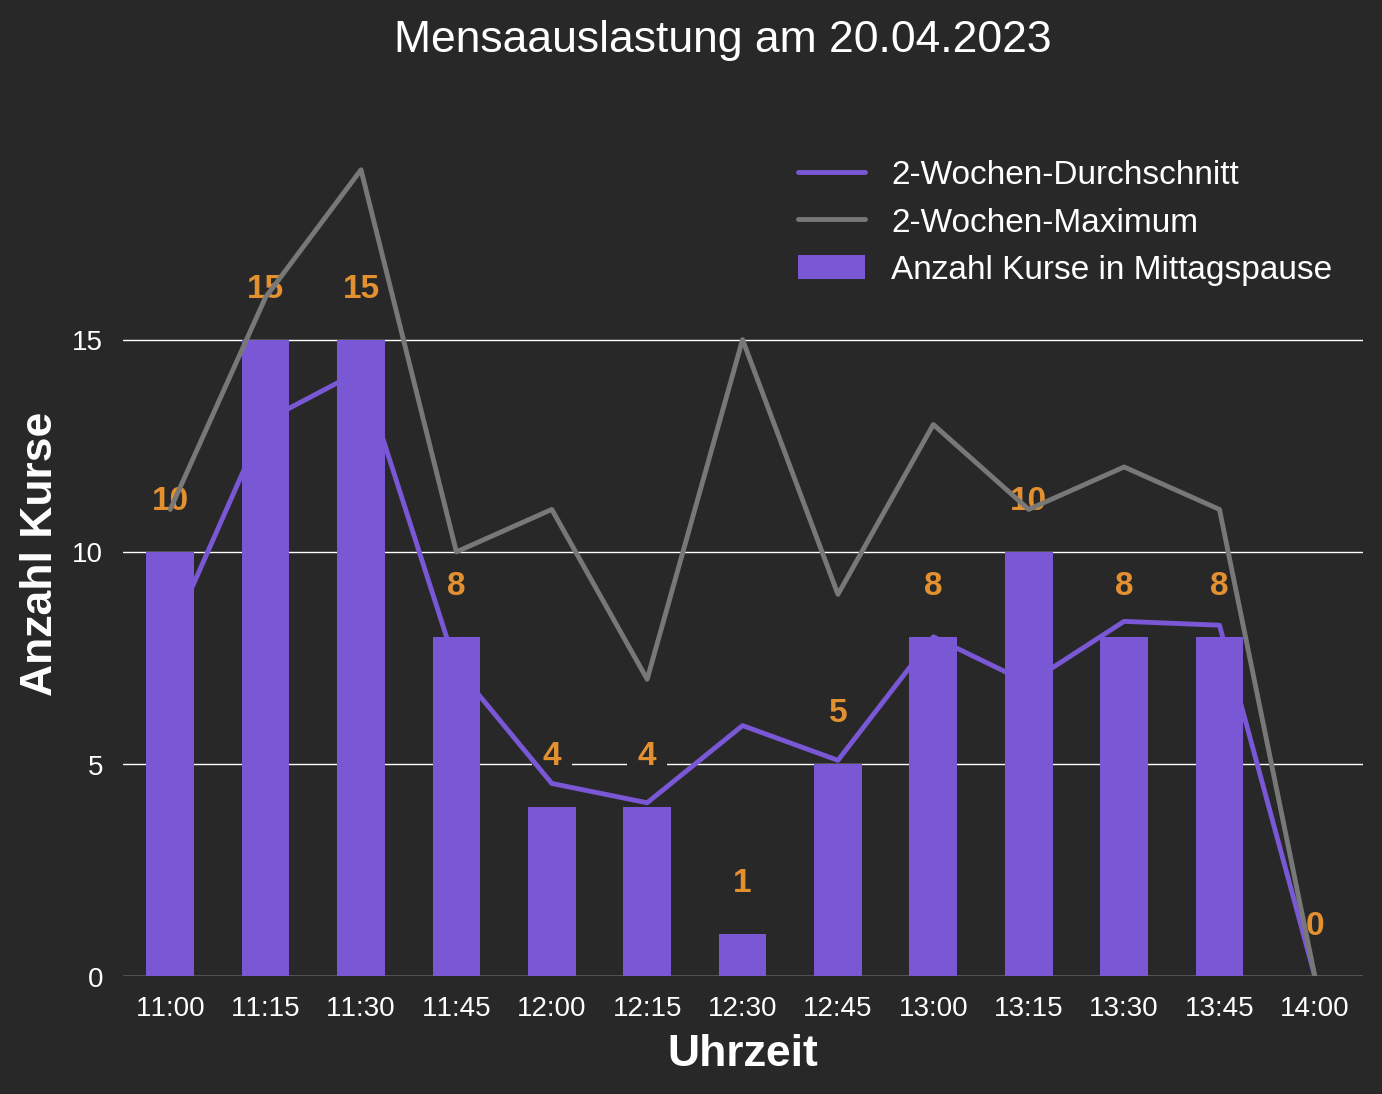 Mensaauslastung am 20.04.2023
2-Wochen-Durchschnitt
2-Wochen-Maximum
Anzahl Kurse in Mittagspause
Anzahl Kurse
15
10
5
0
10
15
15
8
4
4
1
5
8
10
8
8
0
11:00 11:15 11:30 11:45 12:00 12:15 12:30 12:45 13:00 13:15 13:30 13:45 14:00
Uhrzeit